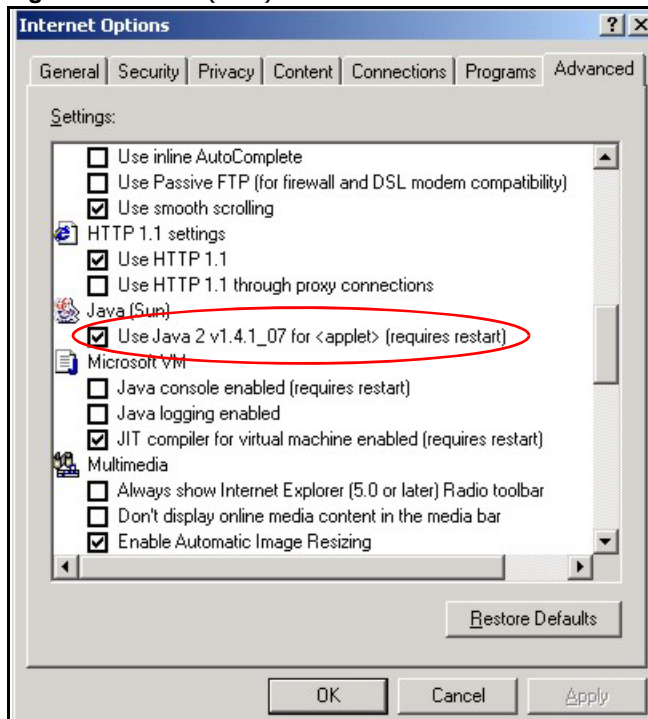 Internet Options
General Security Privacy Content Connections Programs Advanced
Settings:
Use inline AutoComplete
Use Passive FTP (for firewall and DSL modem compatibility)
Use smooth scrolling
HTTP 1.1 settings
Use HTTP 1.1
Use HTTP 1.1 through proxy connections
Java (Sun)
Use Java 2 v1.4.1_07 for <applet> (requires restart)
Microsoft VM
Java console enabled (requires restart)
Java logging enabled
JIT compiler for virtual machine enabled (requires restart)
Multimedia
Always show Internet Explorer (5.0 or later) Radio toolbar
Don't display online media content in the media bar
Enable Automatic Image Resizing
Restore Defaults
OK Cancel Apply